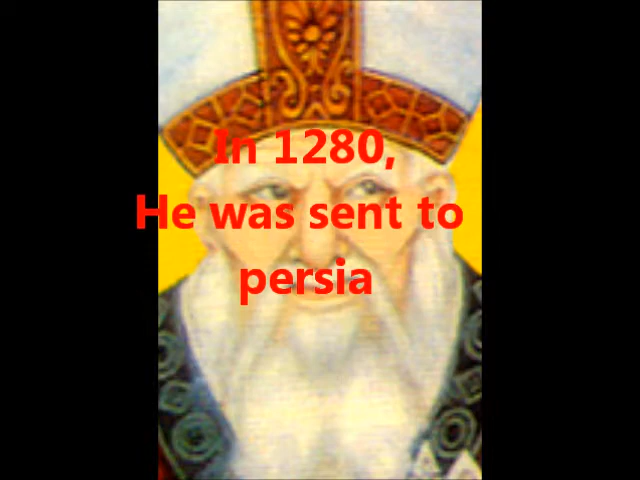 In 1280,
He was sent to
persia